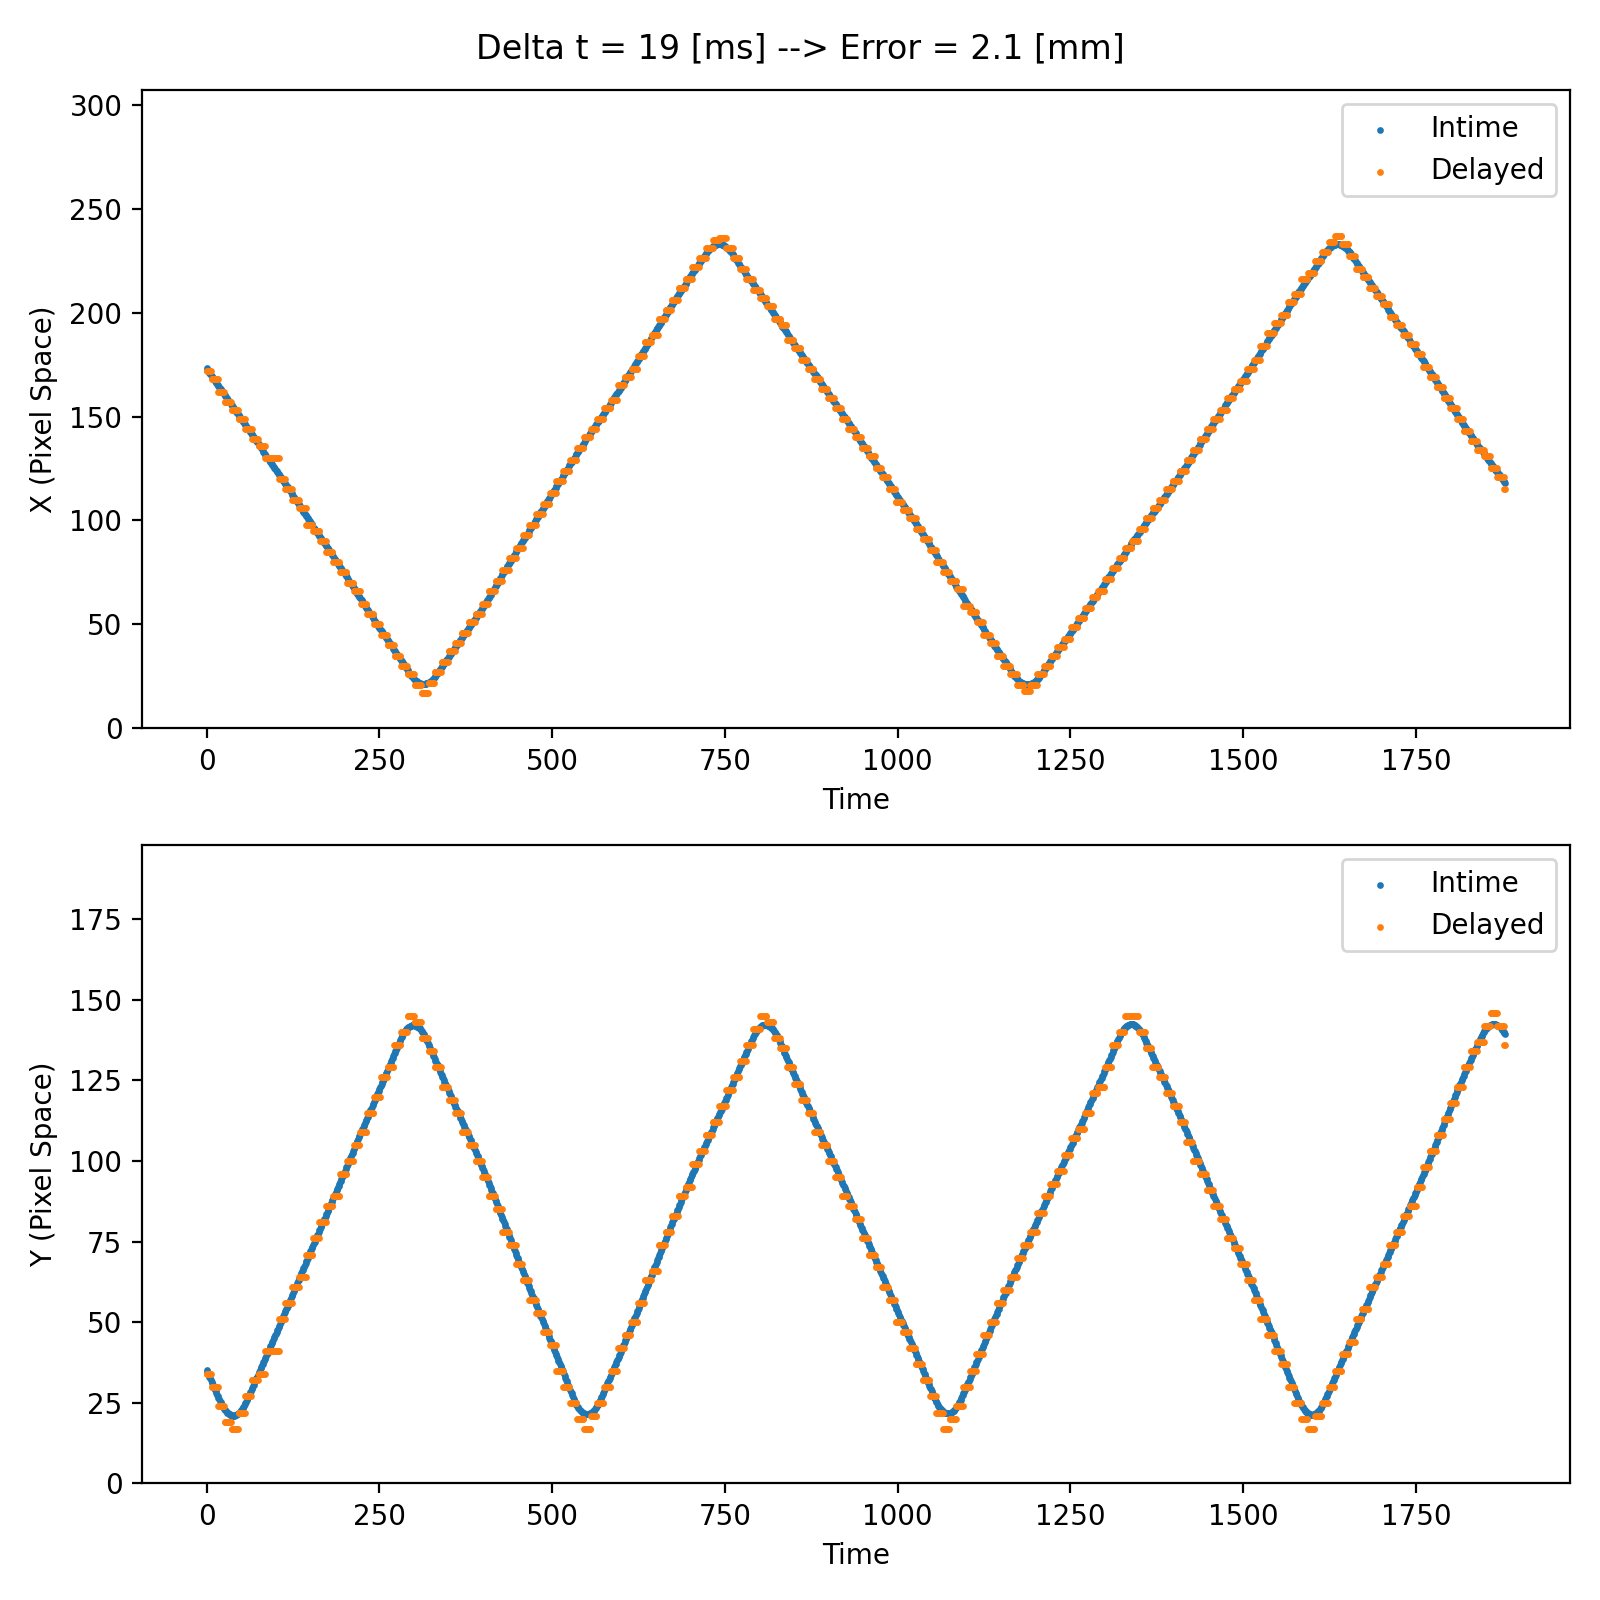 Delta t = 19 [ms] --> Error = 2.1 [mm]
300
250
200
150
100
50
0
X (Pixel Space)
Intime
Delayed
0 250 500 750 1000 1250 1500 1750
Time
175
150
125
100
75
50
25
0
Y (Pixel Space)
Intime
Delayed
0 250 500 750 1000 1250 1500 1750
Time